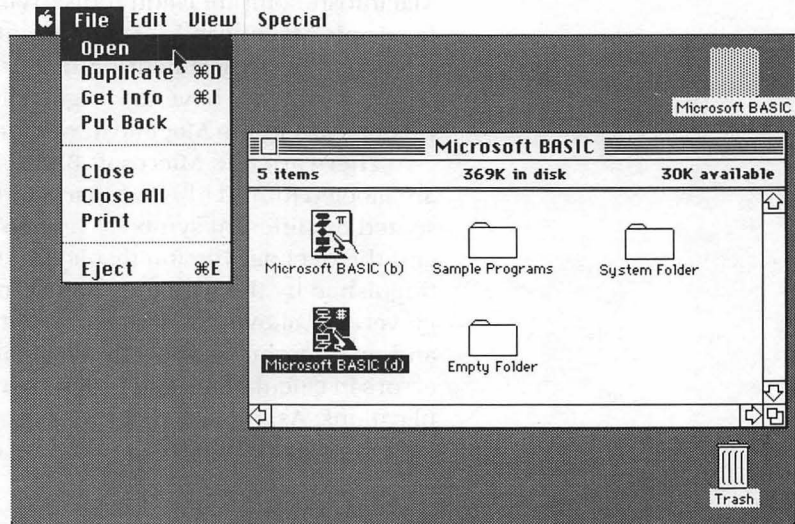 File Edit View Special
Open
Duplicate ⌘D
Get Info ⌘I
Put Back
Close
Close All
Print
Eject ⌘E
Microsoft BASIC
Microsoft BASIC
5 items 369K in disk 30K available
Microsoft BASIC (b) Sample Programs System Folder
Microsoft BASIC (d) Empty Folder
Trash